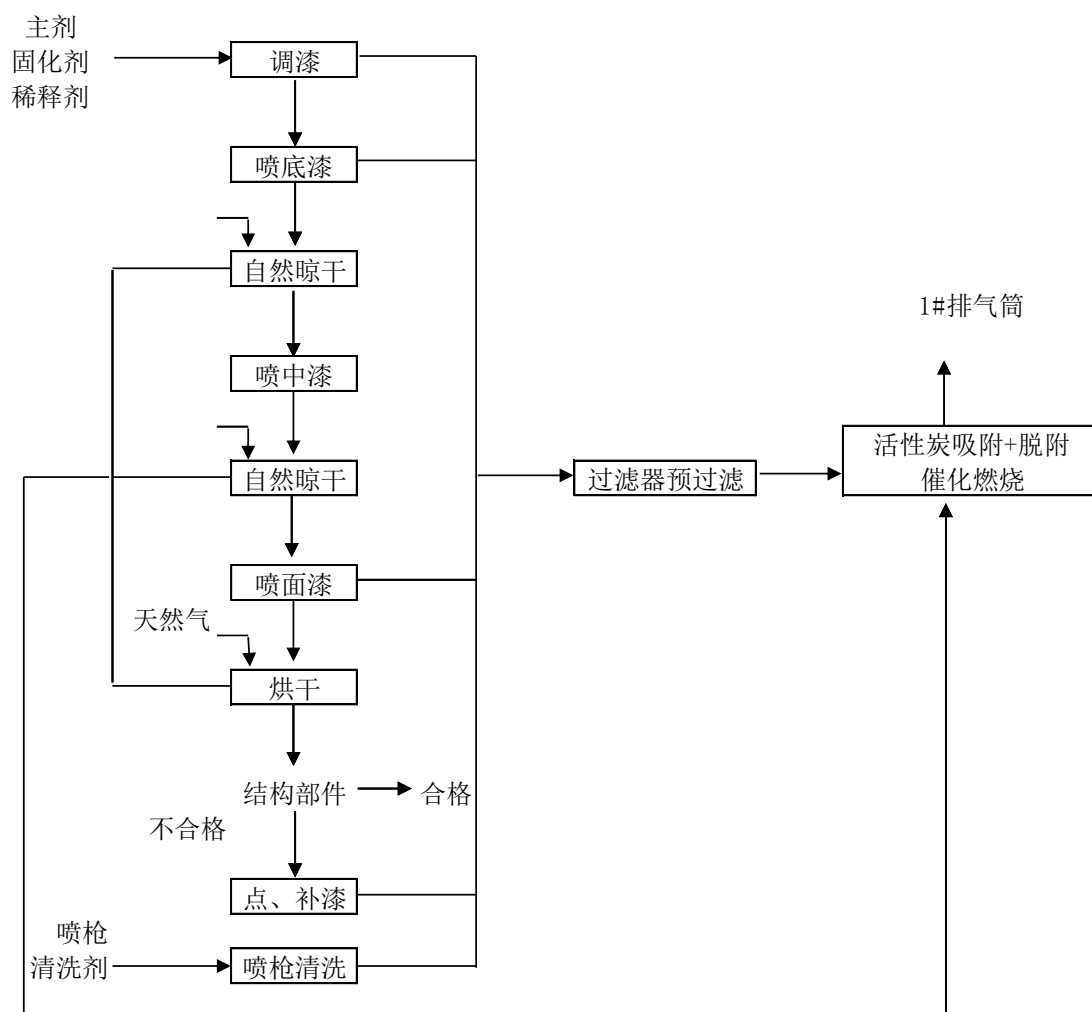 主剂
固化剂
稀释剂
调漆
喷底漆
自然晾干
喷中漆
自然晾干
喷面漆
天然气
烘干
结构部件
合格
不合格
点、补漆
喷枪
清洗剂
喷枪清洗
过滤器预过滤
1#排气筒
活性炭吸附+脱附
催化燃烧